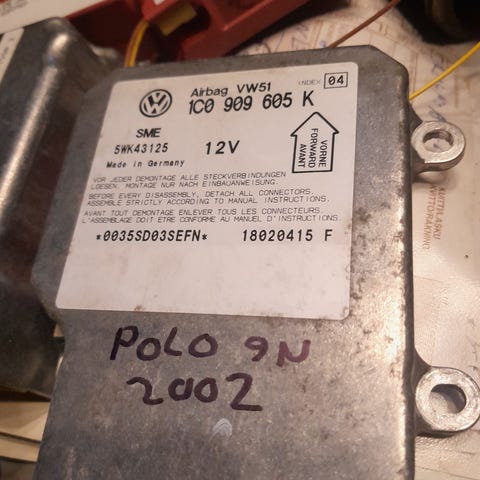 Airbag VW51 INDEX 04
1C0 909 605 K
SME
5WK43125 12V
Made in Germany
VORNE
FORWARD
AVANT
VOR JEDER DEMONTAGE ALLE STECKVERBINDUNGEN
LOESEN. MONTAGE NUR NACH EINBAUANWEISUNG.
BEFORE EVERY DISASSEMBLY, DETACH ALL CONNECTORS.
ASSEMBLE STRICTLY ACCORDING TO MANUAL INSTRUCTIONS.
AVANT TOUT DEMONTAGE ENLEVER TOUS LES CONNECTEURS.
L'ASSEMBLAGE DOIT ETRE CONFORME AU MANUEL D'INSTRUCTIONS.
*0035SD03SEFN* 18020415 F
POLO 9N
2002